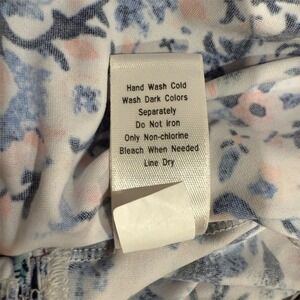 Hand Wash Cold
Wash Dark Colors
Separately
Do Not Iron
Only Non-chlorine
Bleach When Needed
Line Dry